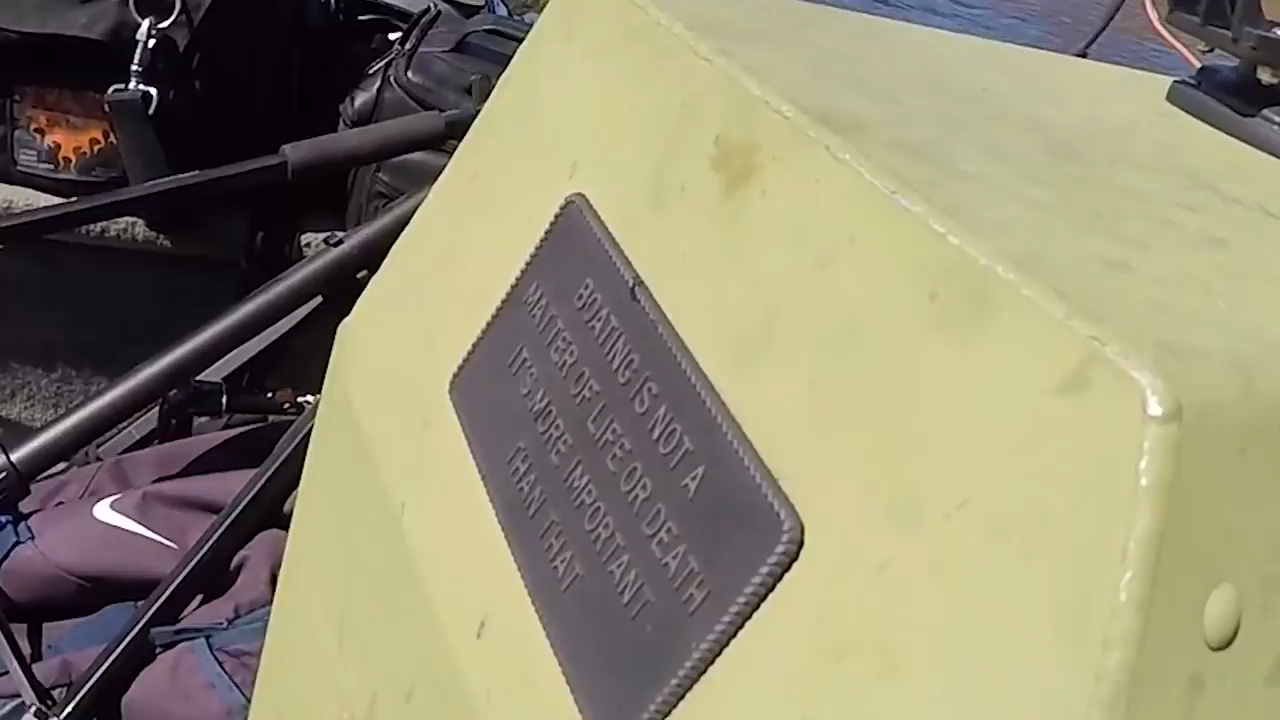 BOATING IS NOT A
MATTER OF LIFE OR DEATH
IT'S MORE IMPORTANT
THAN THAT